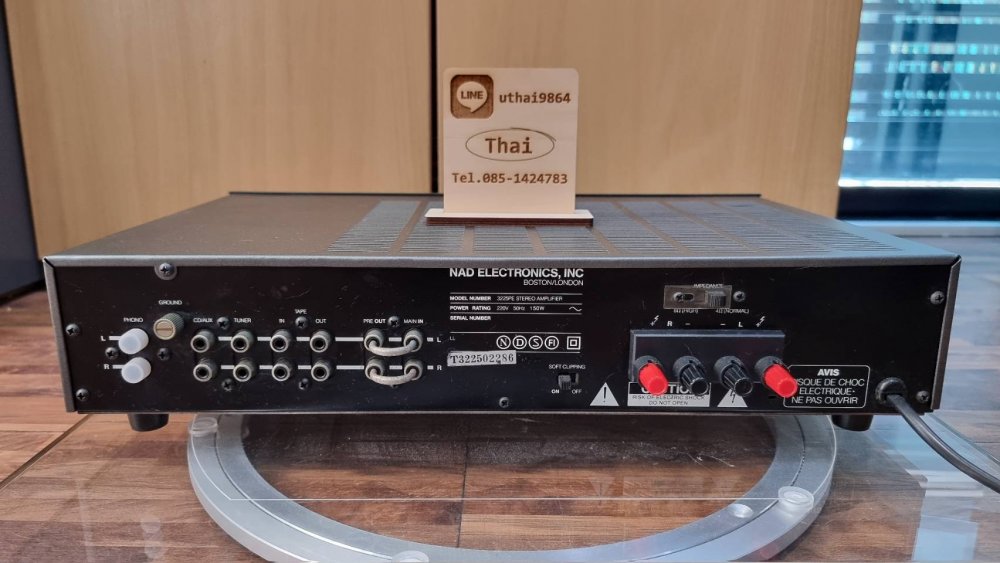 LINE
uthai9864
Thai
Tel.085-1424783
NAD ELECTRONICS, INC
BOSTON/LONDON
MODEL NUMBER 3225PE STEREO AMPLIFIER
POWER RATING 220V 50Hz 150W
SERIAL NUMBER
N D S FI
T322502286
GROUND
PHONO
CD/AUX
TUNER
TAPE
IN
OUT
PRE OUT
MAIN IN
L
L
R
R
SOFT CLIPPING
ON
OFF
IMPEDANCE
8Ω (HIGH)
4Ω (NORMAL)
R
L
CAUTION
RISK OF ELECTRIC SHOCK
DO NOT OPEN
AVIS
RISQUE DE CHOC
ELECTRIQUE-
NE PAS OUVRIR